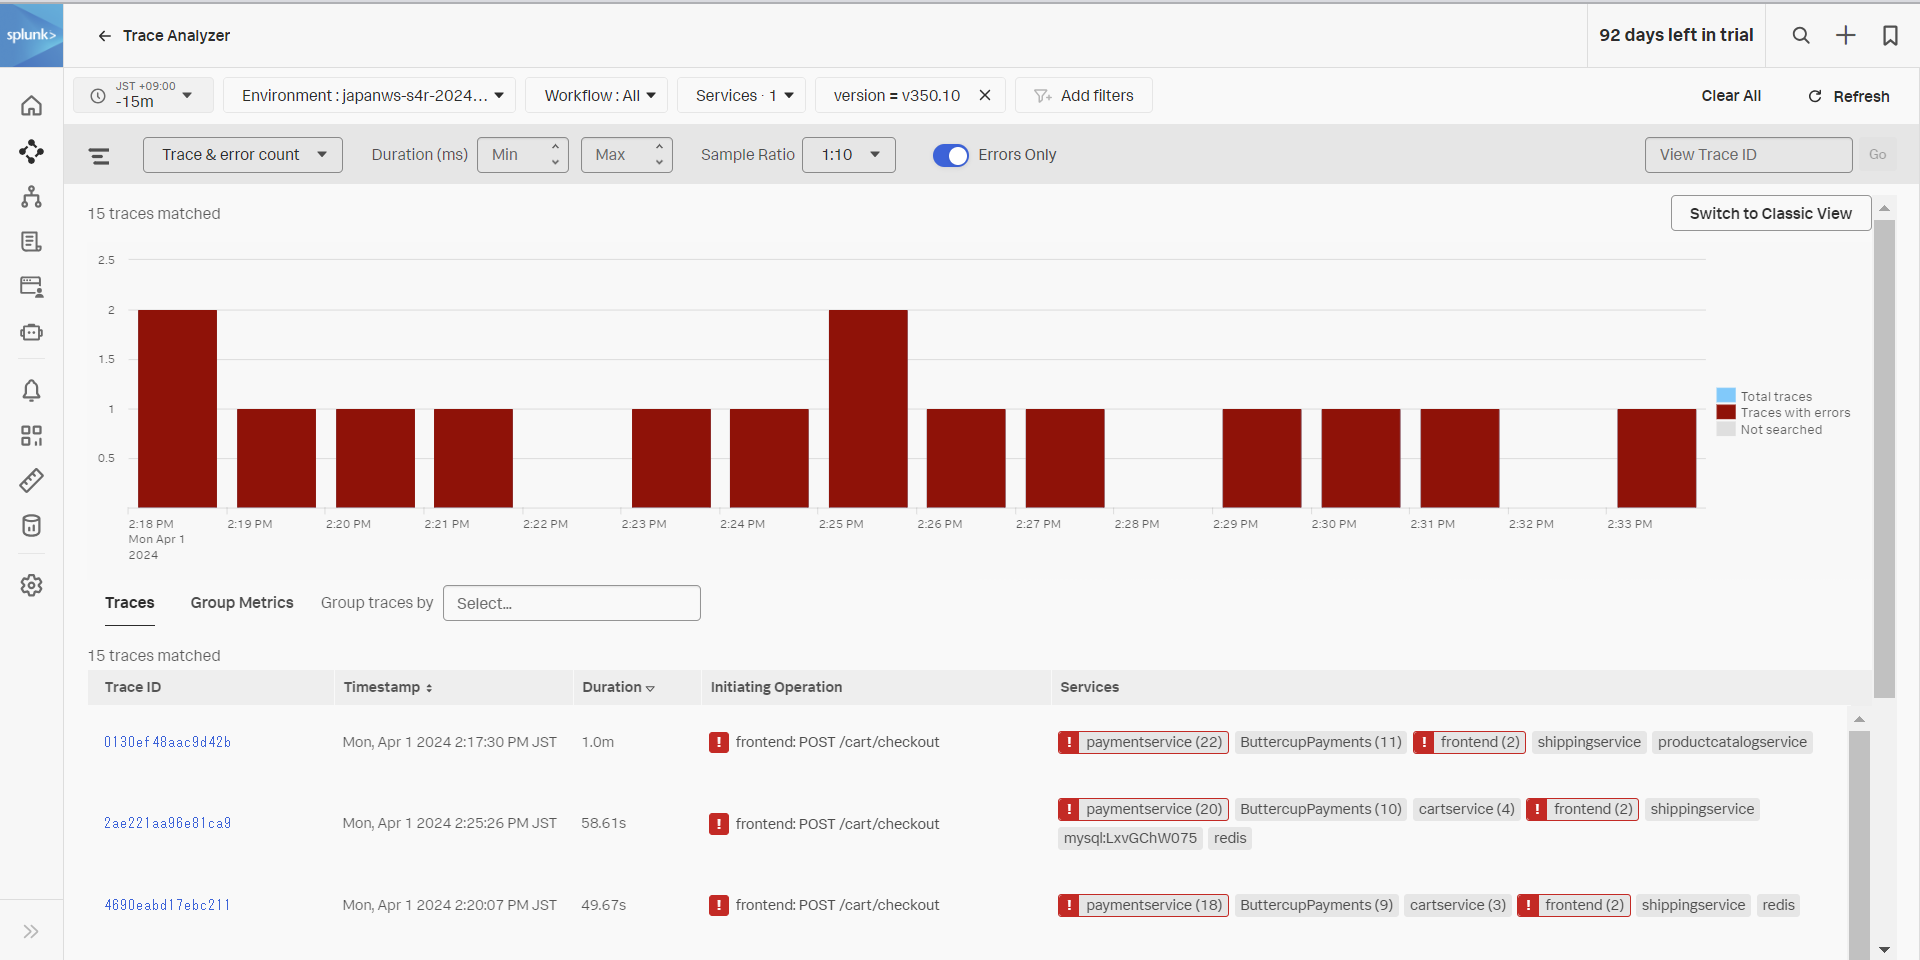 splunk>
Trace Analyzer
92 days left in trial
JST +09:00
-15m
Environment : japanws-s4r-2024...
Workflow : All
Services · 1
version = v350.10
Add filters
Clear All
Refresh
Trace & error count
Duration (ms)
Min
Max
Sample Ratio
1:10
Errors Only
View Trace ID
Go
15 traces matched
Switch to Classic View
2.5
2
1.5
1
0.5
Total traces
Traces with errors
Not searched
2:18 PM 2:19 PM 2:20 PM 2:21 PM 2:22 PM 2:23 PM 2:24 PM 2:25 PM 2:26 PM 2:27 PM 2:28 PM 2:29 PM 2:30 PM 2:31 PM 2:32 PM 2:33 PM
Mon Apr 1
2024
Traces
Group Metrics
Group traces by
Select...
15 traces matched
Trace ID Timestamp Duration Initiating Operation Services
0130ef48aac9d42b Mon, Apr 1 2024 2:17:30 PM JST 1.0m ! frontend: POST /cart/checkout ! paymentservice (22) ButtercupPayments (11) ! frontend (2) shippingservice productcatalogservice
2ae221aa96e81ca9 Mon, Apr 1 2024 2:25:26 PM JST 58.61s ! frontend: POST /cart/checkout ! paymentservice (20) ButtercupPayments (10) cartservice (4) ! frontend (2) shippingservice
mysql:LxvGChW075 redis
4690eabd17ebc211 Mon, Apr 1 2024 2:20:07 PM JST 49.67s ! frontend: POST /cart/checkout ! paymentservice (18) ButtercupPayments (9) cartservice (3) ! frontend (2) shippingservice redis